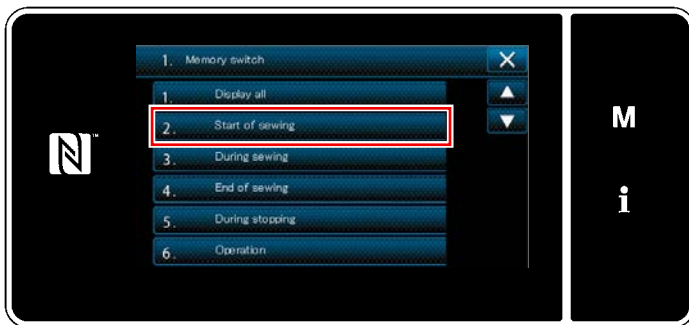 1. Memory switch
1. Display all
2. Start of sewing
3. During sewing
4. End of sewing
5. During stopping
6. Operation
M
i